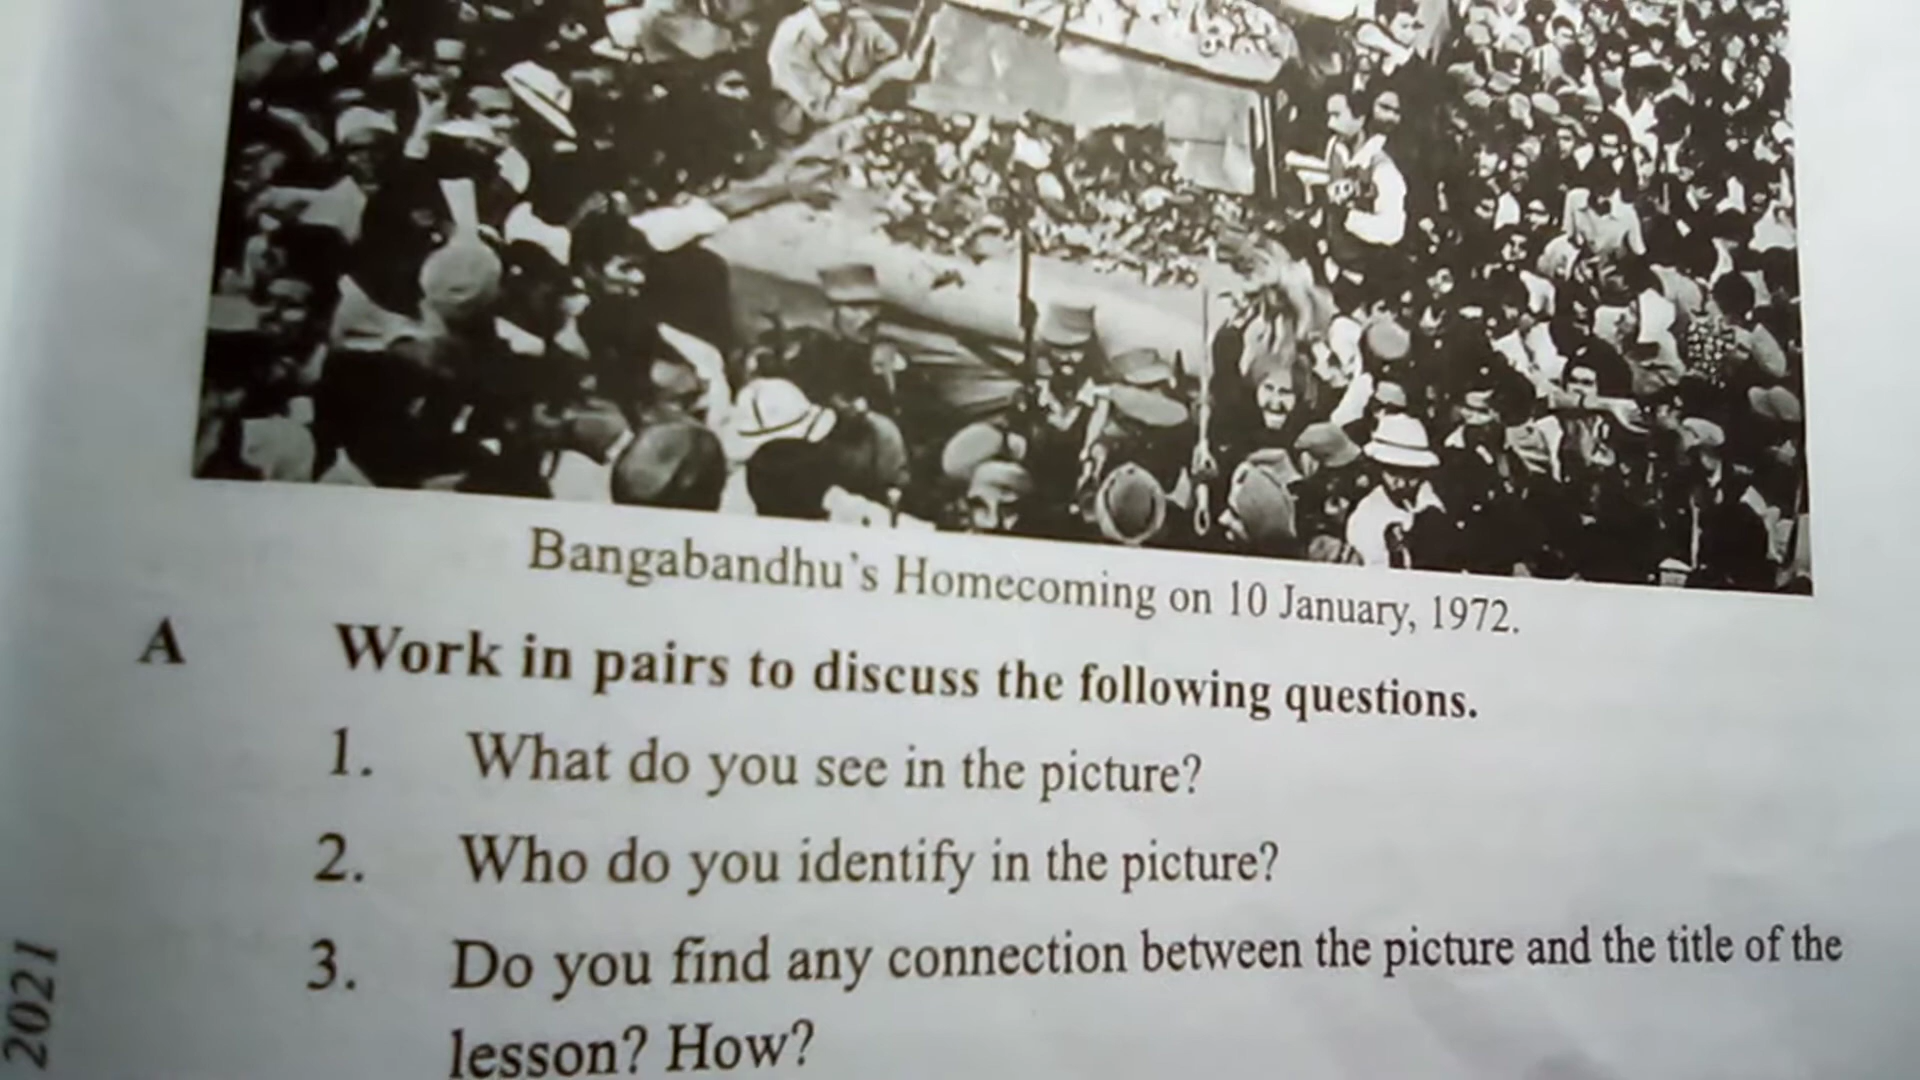 Bangabandhu's Homecoming on 10 January, 1972.
A Work in pairs to discuss the following questions.
1. What do you see in the picture?
2. Who do you identify in the picture?
3. Do you find any connection between the picture and the title of the
lesson? How?
2021